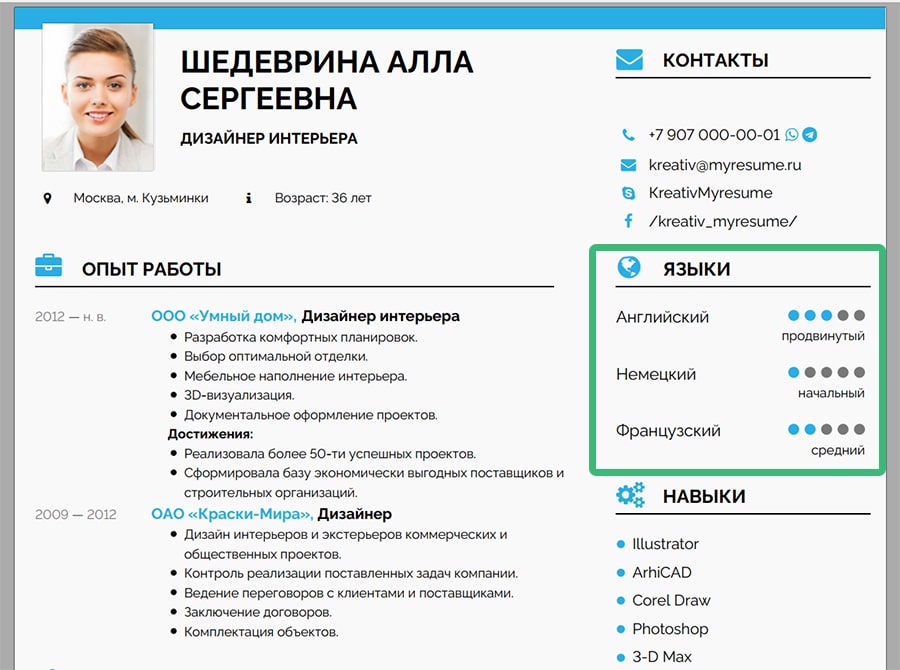 ШЕДЕВРИНА АЛЛА
СЕРГЕЕВНА
ДИЗАЙНЕР ИНТЕРЬЕРА
Москва, м. Кузьминки
Возраст: 36 лет
ОПЫТ РАБОТЫ
2012 — н. в.
ООО «Умный дом», Дизайнер интерьера
Разработка комфортных планировок.
Выбор оптимальной отделки.
Мебельное наполнение интерьера.
3D-визуализация.
Документальное оформление проектов.
Достижения:
Реализовала более 50-ти успешных проектов.
Сформировала базу экономически выгодных поставщиков и
строительных организаций.
2009 — 2012
ОАО «Краски-Мира», Дизайнер
Дизайн интерьеров и экстерьеров коммерческих и
общественных проектов.
Контроль реализации поставленных задач компании.
Ведение переговоров с клиентами и поставщиками.
Заключение договоров.
Комплектация объектов.
КОНТАКТЫ
+7 907 000-00-01
kreativ@myresume.ru
KreativMyresume
/kreativ_myresume/
ЯЗЫКИ
Английский
продвинутый
Немецкий
начальный
Французский
средний
НАВЫКИ
Illustrator
ArhiCAD
Corel Draw
Photoshop
3-D Max